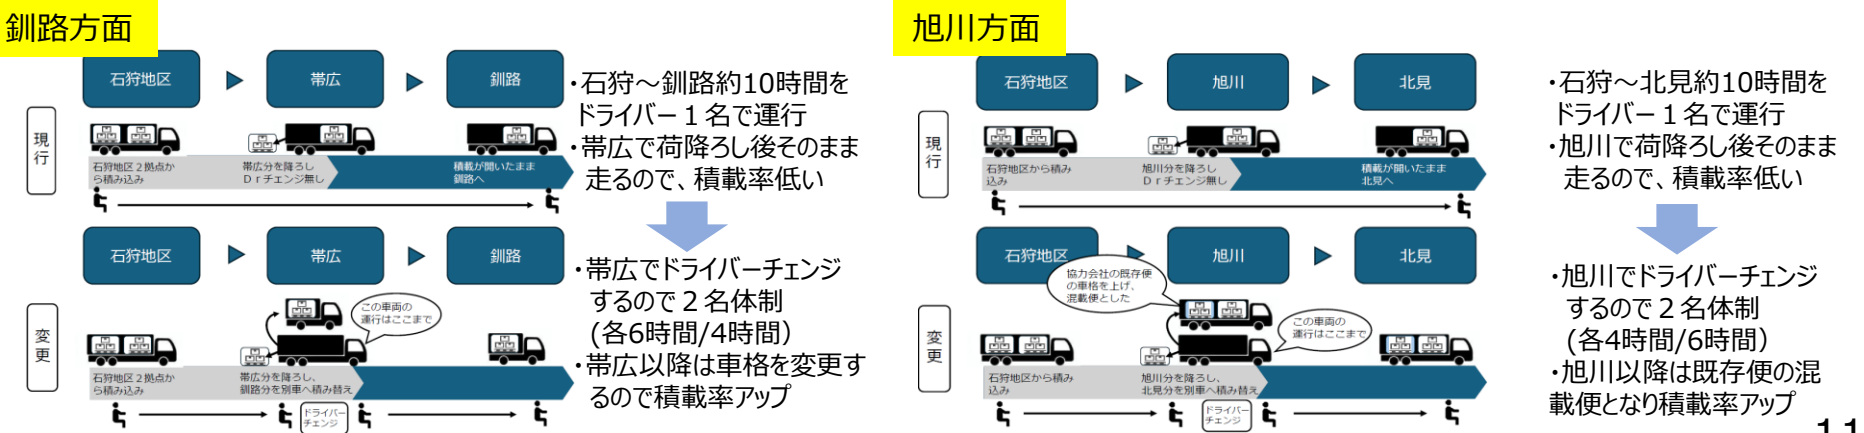 釧路方面
石狩地区
帯広
釧路
現行
石狩地区２拠点か
ら積み込み
帯広分を降ろし
Ｄｒチェンジ無し
積載が開いたまま
釧路へ
・石狩～釧路約10時間を
ドライバー１名で運行
・帯広で荷降ろし後そのまま
走るので、積載率低い
石狩地区
帯広
釧路
変更
この車両の
運行はここまで
石狩地区２拠点か
ら積み込み
帯広分を降ろし、
釧路分を別車へ積み替え
ドライバー
チェンジ
・帯広でドライバーチェンジ
するので２名体制
(各6時間/4時間）
・帯広以降は車格を変更す
るので積載率アップ
旭川方面
石狩地区
旭川
北見
現行
石狩地区から積み
込み
旭川分を降ろし
Ｄｒチェンジ無し
積載が開いたまま
北見へ
・石狩～北見約10時間を
ドライバー１名で運行
・旭川で荷降ろし後そのまま
走るので、積載率低い
石狩地区
旭川
北見
変更
協力会社の既存便
の車格を上げ、
混載便とした
この車両の
運行はここまで
石狩地区から積み
込み
旭川分を降ろし、
北見分を別車へ積み替え
ドライバー
チェンジ
・旭川でドライバーチェンジ
するので２名体制
(各4時間/6時間）
・旭川以降は既存便の混
載便となり積載率アップ
11